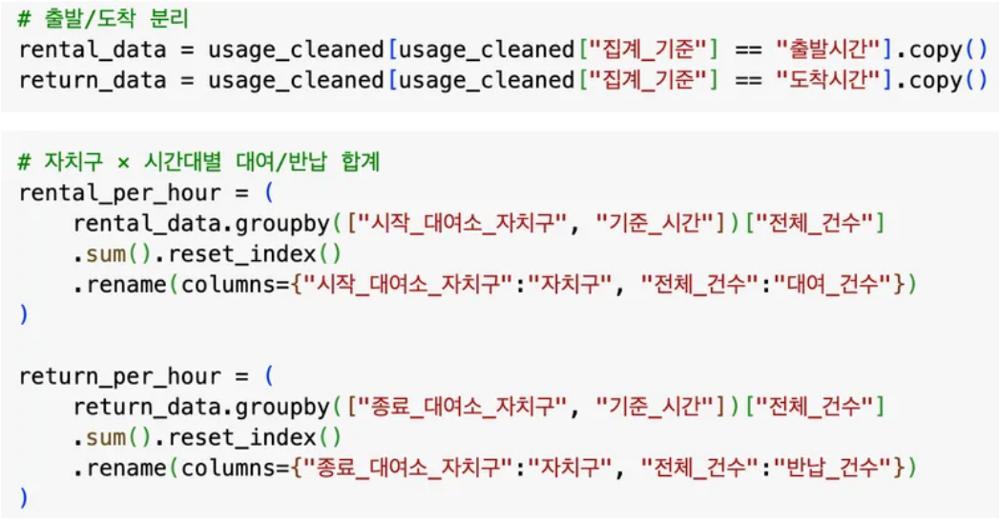 # 출발/도착 분리
rental_data = usage_cleaned[usage_cleaned["집계_기준"] == "출발시간"].copy()
return_data = usage_cleaned[usage_cleaned["집계_기준"] == "도착시간"].copy()
# 자치구 × 시간대별 대여/반납 합계
rental_per_hour = (
    rental_data.groupby(["시작_대여소_자치구", "기준_시간"])["전체_건수"]
    .sum().reset_index()
    .rename(columns={"시작_대여소_자치구":"자치구", "전체_건수":"대여_건수"})
)
return_per_hour = (
    return_data.groupby(["종료_대여소_자치구", "기준_시간"])["전체_건수"]
    .sum().reset_index()
    .rename(columns={"종료_대여소_자치구":"자치구", "전체_건수":"반납_건수"})
)